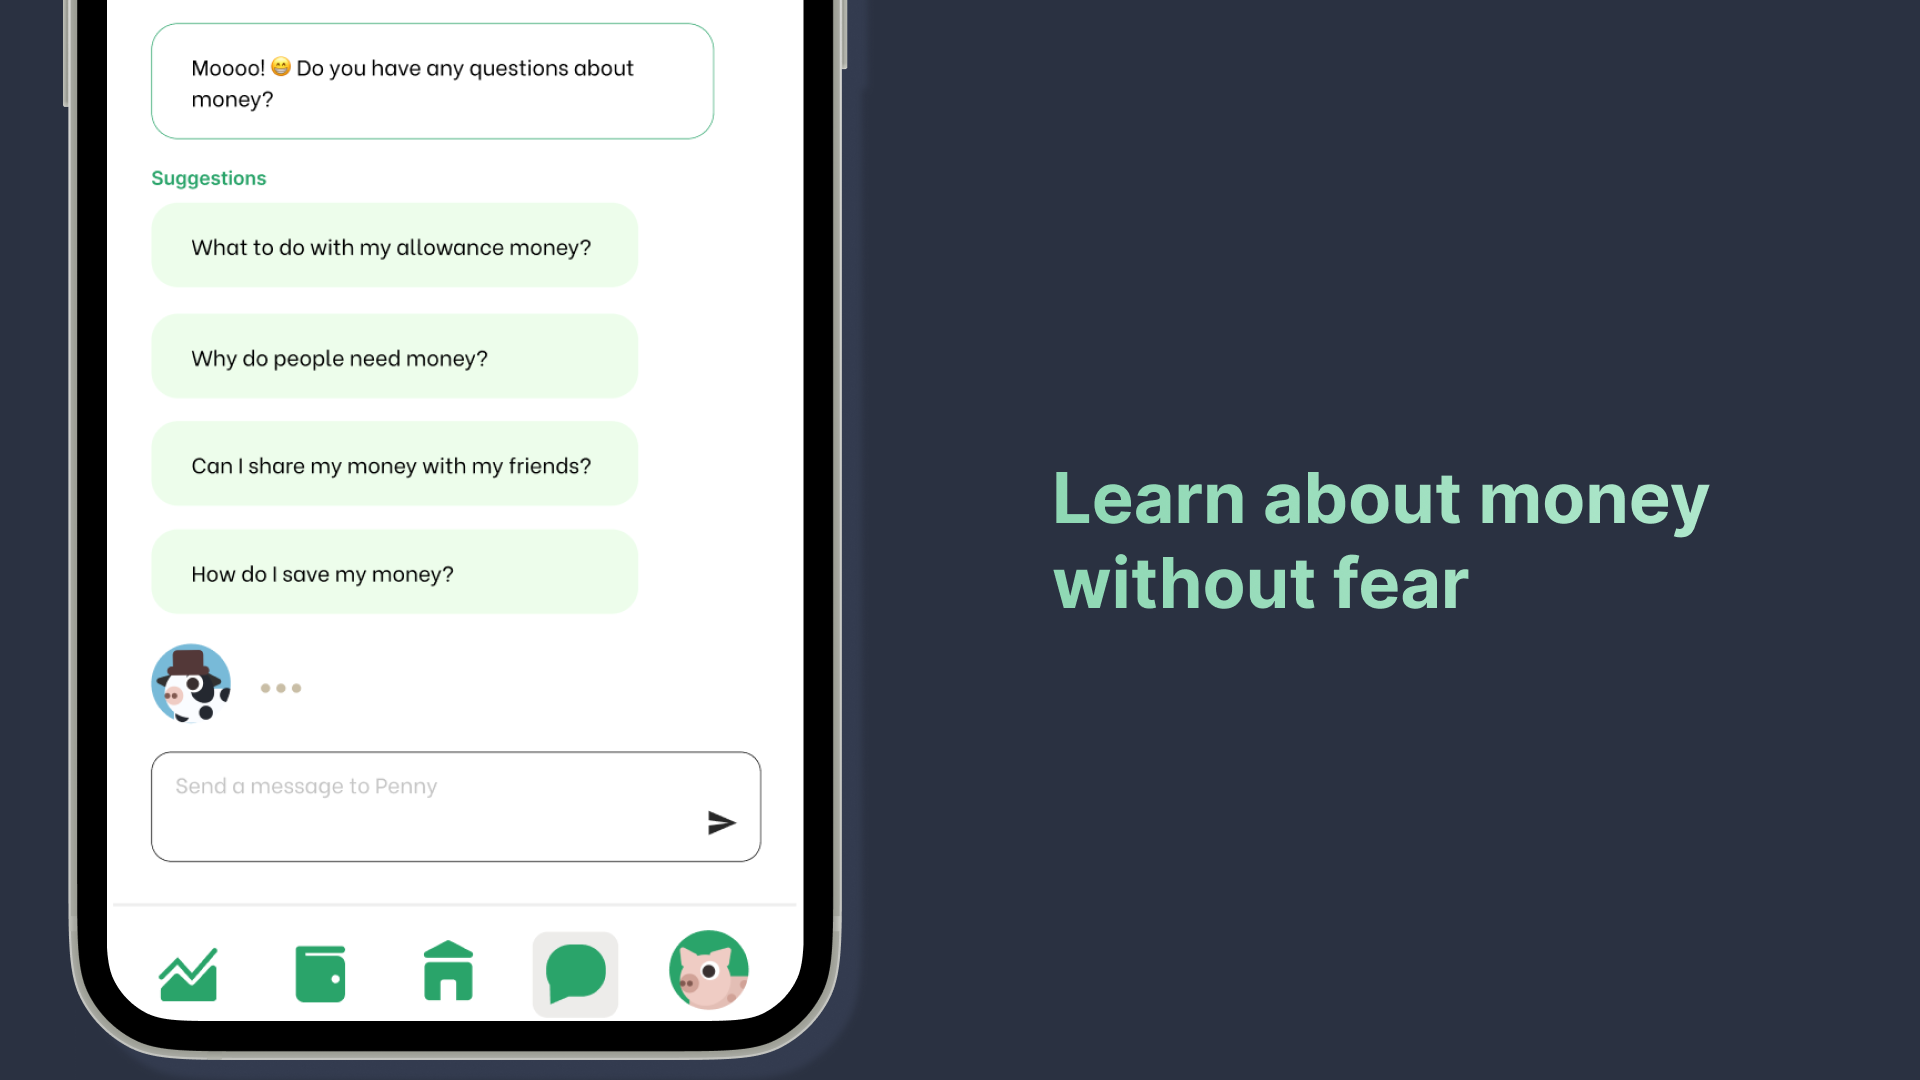 Moooo! 😁 Do you have any questions about
money?
Suggestions
What to do with my allowance money?
Why do people need money?
Can I share my money with my friends?
How do I save my money?
Send a message to Penny
Learn about money
without fear